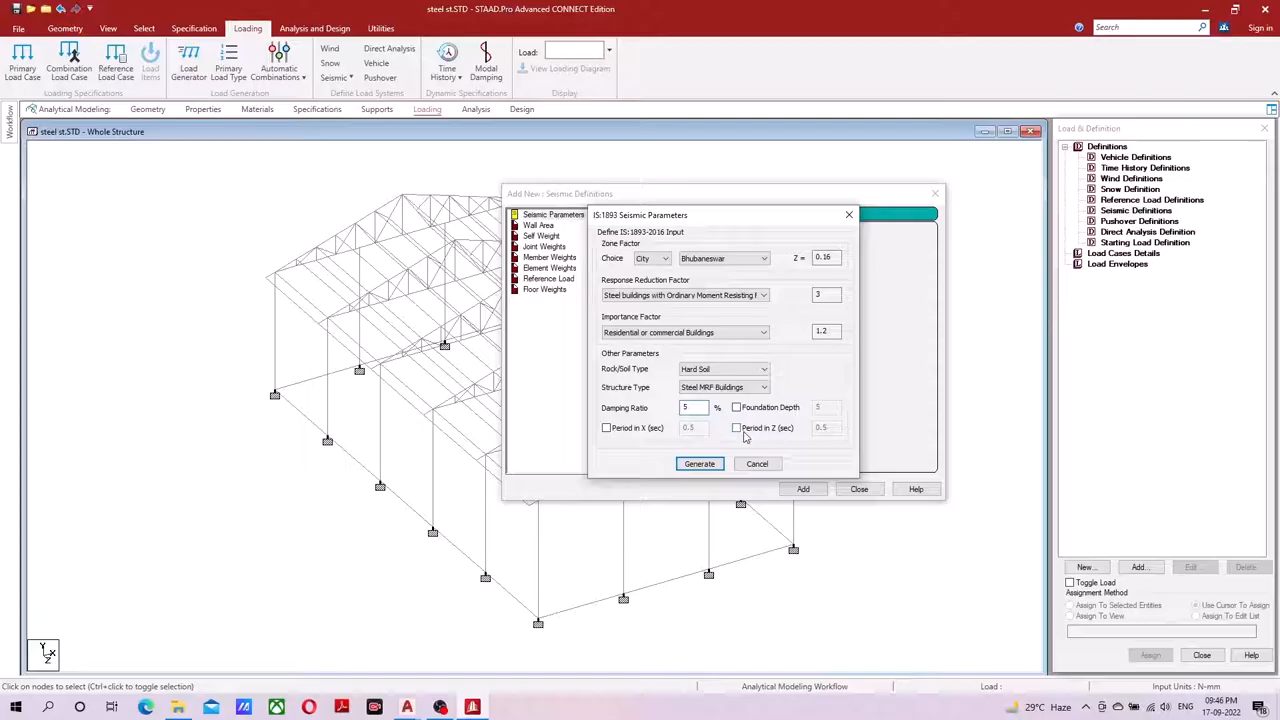 steel st.STD - STAAD.Pro Advanced CONNECT Edition
File Geometry View Select Specification Loading Analysis and Design Utilities
Search Sign in
Primary Load Case
Combination Load Case
Reference Load Case
Load Items
Load Generator
Primary Load Type
Automatic Combinations
Wind Direct Analysis
Snow Vehicle
Seismic Pushover
Time History
Modal Damping
Load:
View Loading Diagram
Loading Specifications Load Generation Define Load Systems Dynamic Specifications Display
Workflow
Analytical Modeling: Geometry Properties Materials Specifications Supports Loading Analysis Design
steel st.STD - Whole Structure
Add New : Seismic Definitions
Seismic Parameters
Wall Area
Self Weight
Joint Weights
Member Weights
Element Weights
Reference Load
Floor Weights
IS:1893 Seismic Parameters
Define IS:1893-2016 Input
Zone Factor
Choice City Bhubaneswar Z = 0.16
Response Reduction Factor
Steel buildings with Ordinary Moment Resisting 3
Importance Factor
Residential or commercial Buildings 1.2
Other Parameters
Rock/Soil Type Hard Soil
Structure Type Steel MRF Buildings
Damping Ratio 5 % Foundation Depth 5
Period in X (sec) 0.5 Period in Z (sec) 0.5
Generate Cancel
Add Close Help
Load & Definition
Definitions
Vehicle Definitions
Time History Definitions
Wind Definitions
Snow Definition
Reference Load Definitions
Seismic Definitions
Pushover Definitions
Direct Analysis Definition
Starting Load Definition
Load Cases Details
Load Envelopes
New... Add... Edit... Delete...
Toggle Load
Assignment Method
Assign To Selected Entities Use Cursor To Assign
Assign To View Assign To Edit List
Assign Close Help
Y
X
Z
Click on nodes to select (Ctrl+click to toggle selection) Analytical Modeling Workflow Load : Input Units : N-mm
29°C Haze ENG 09:46 PM
17-09-2022
18